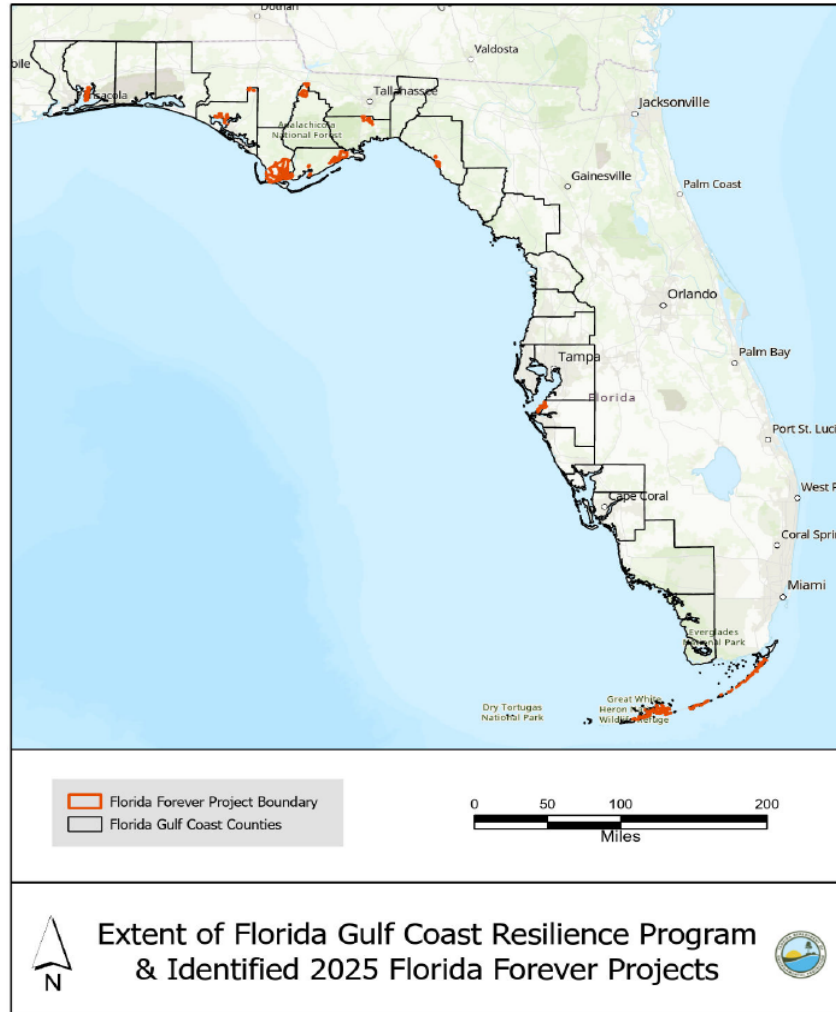 Dothan
Valdosta
bile
nsacola
Tallahassee
Jacksonville
Apalachicola
National Forest
Gainesville
Palm Coast
Orlando
Tampa
Palm Bay
Florida
Port St. Luci
Cape Coral
West P
Coral Sprin
Miami
Everglades
National Park
Great White
Dry Tortugas
National Park
Heron
Wildlife Refuge
Florida Forever Project Boundary
Florida Gulf Coast Counties
0 50 100 200
Miles
N
Extent of Florida Gulf Coast Resilience Program
& Identified 2025 Florida Forever Projects